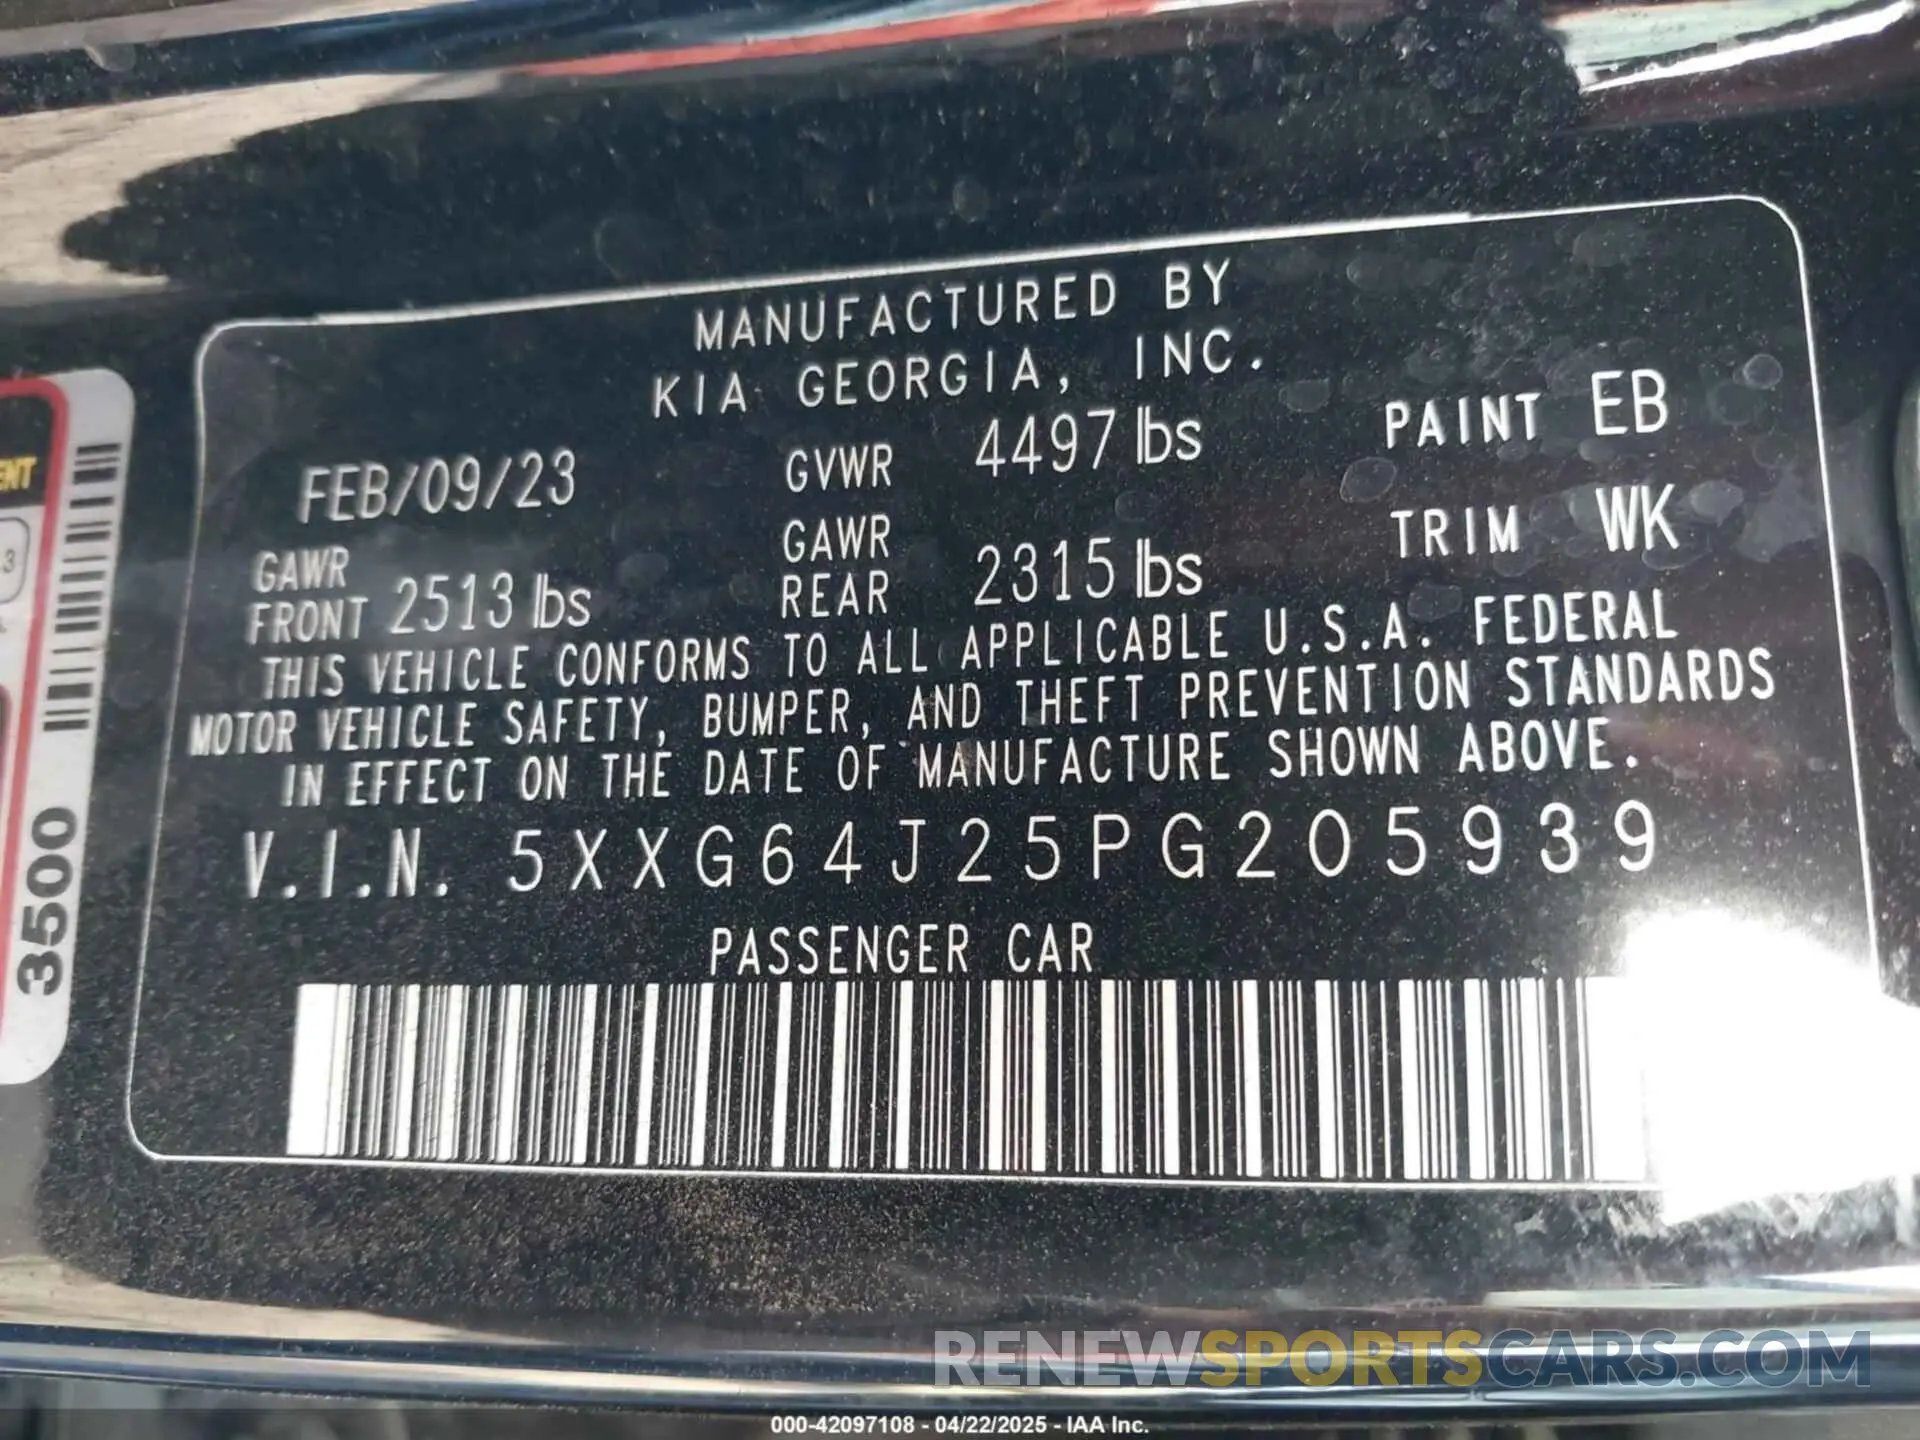 MANUFACTURED BY
KIA GEORGIA, INC.
FEB/09/23 GVWR 4497 lbs PAINT EB
GAWR FRONT 2513 lbs GAWR REAR 2315 lbs TRIM WK
THIS VEHICLE CONFORMS TO ALL APPLICABLE U.S.A. FEDERAL
MOTOR VEHICLE SAFETY, BUMPER, AND THEFT PREVENTION STANDARDS
IN EFFECT ON THE DATE OF MANUFACTURE SHOWN ABOVE.
V.I.N. 5XXG64J25PG205939
PASSENGER CAR
3500
RENEWSPORTSCARS.COM
000-42097108 - 04/22/2025 - IAA Inc.